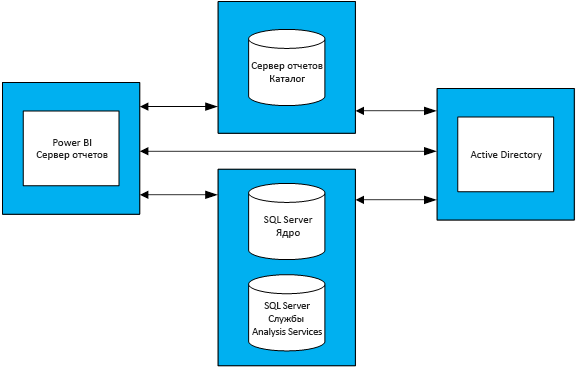 Сервер отчетов
Каталог
Power BI
Сервер отчетов
Active Directory
SQL Server
Ядро
SQL Server
Службы
Analysis Services